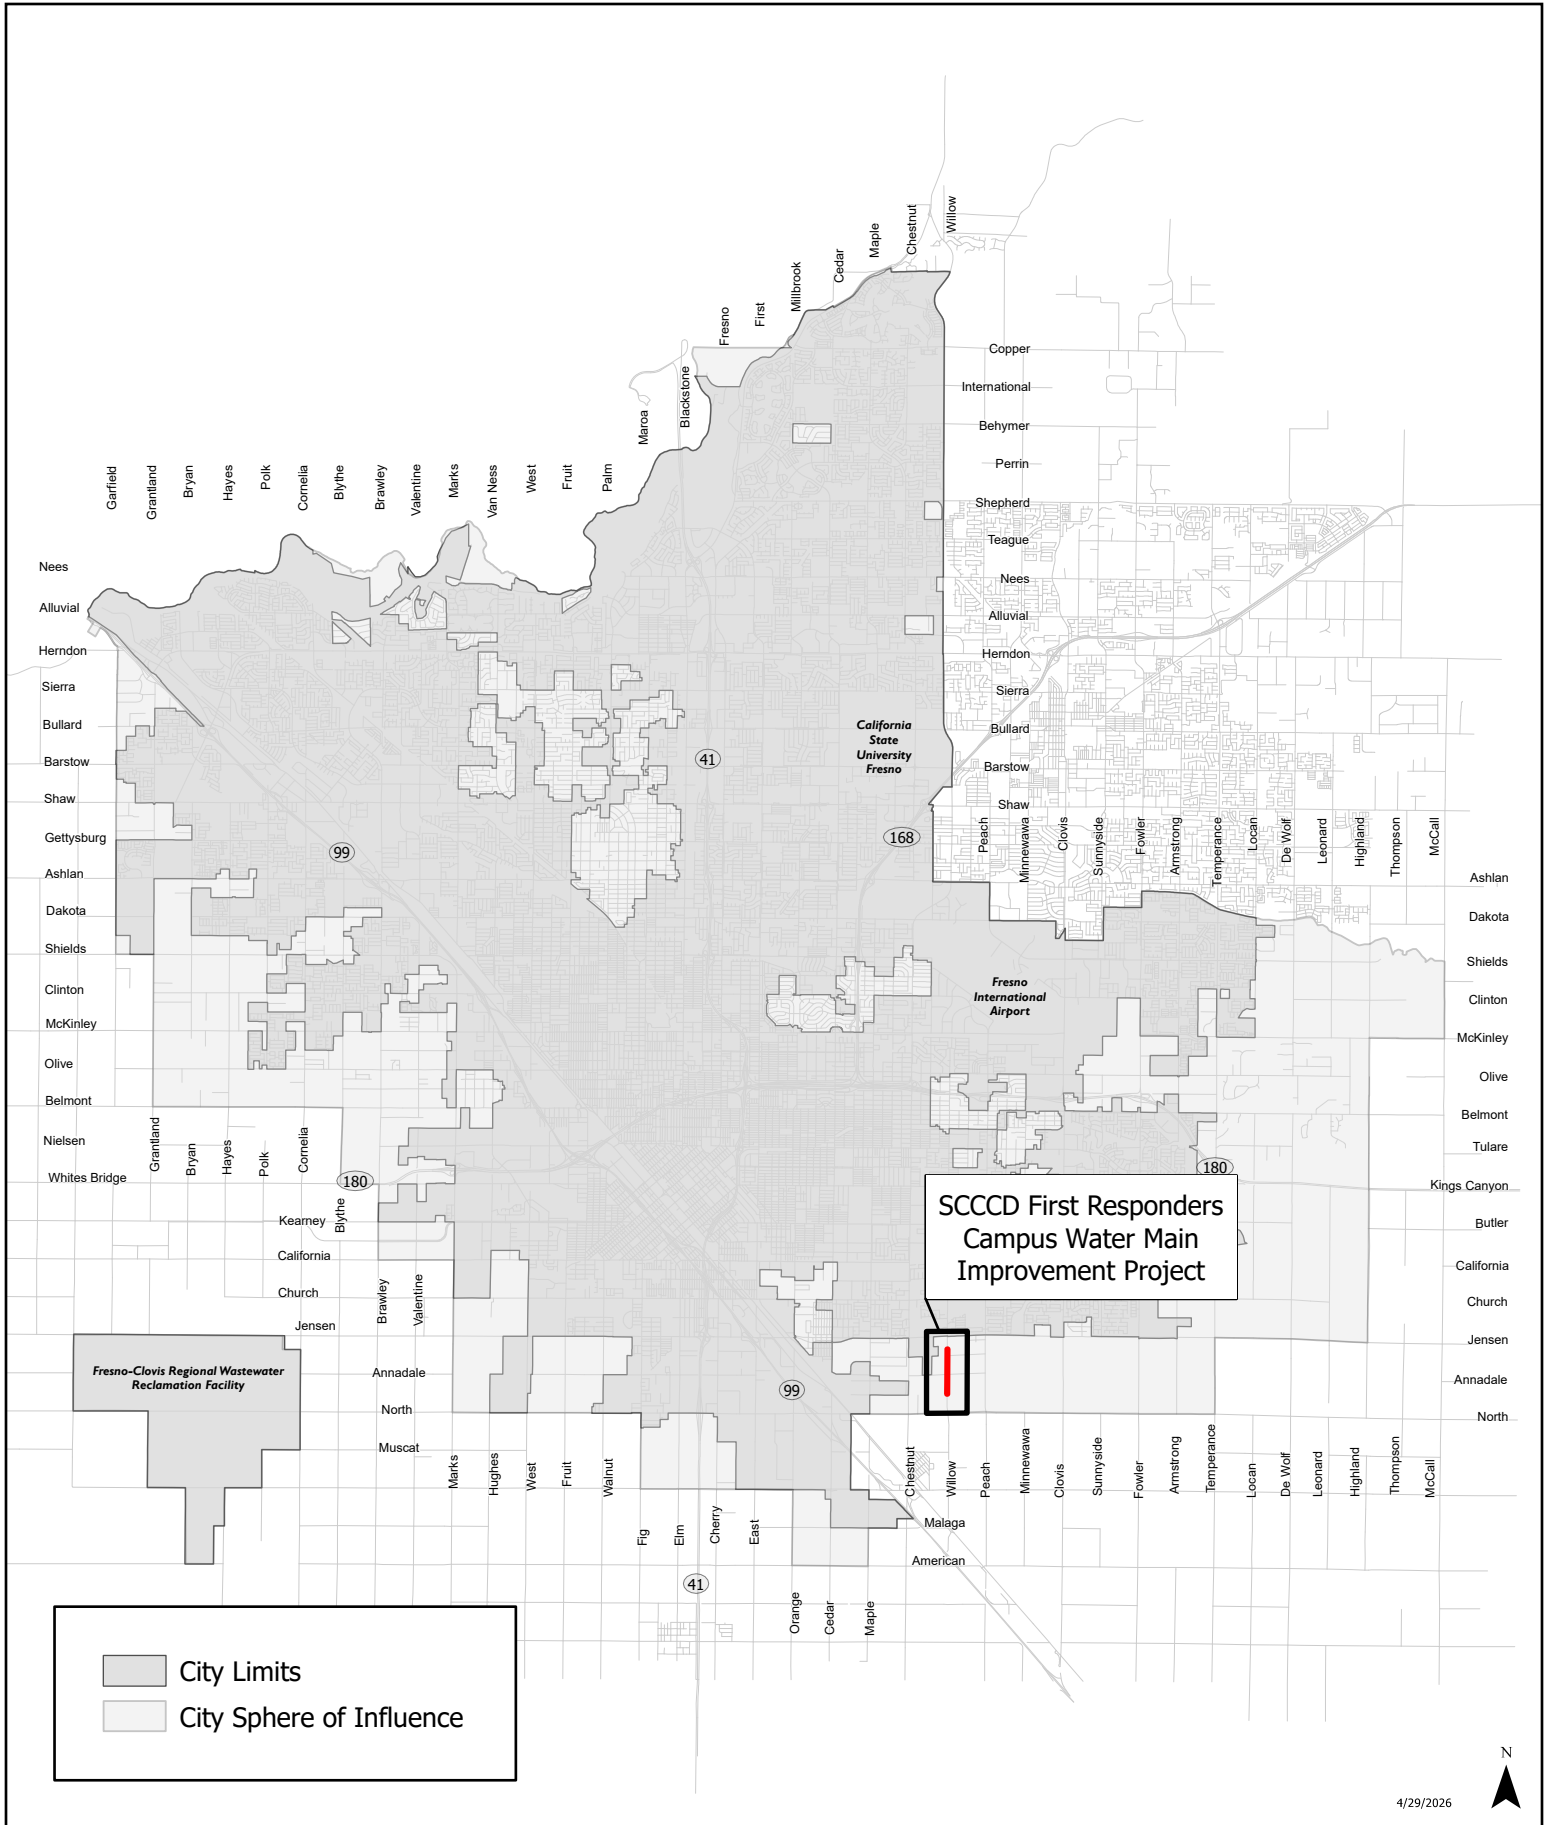 Willow
Chestnut
Maple
Cedar
Millbrook
First
Fresno
Blackstone
Maroa
Palm
Fruit
West
Van Ness
Marks
Valentine
Brawley
Blythe
Cornelia
Polk
Hayes
Bryan
Grantland
Garfield
Copper
International
Behymer
Perrin
Shepherd
Teague
Nees
Alluvial
Herndon
Sierra
Bullard
Barstow
Shaw
Nees
Alluvial
Herndon
Sierra
Bullard
Barstow
Shaw
Gettysburg
Ashlan
Dakota
Shields
Clinton
McKinley
Olive
Belmont
Nielsen
Whites Bridge
California
State
University
Fresno
41
168
99
Peach
Minnewawa
Clovis
Sunnyside
Fowler
Armstrong
Temperance
Locan
De Wolf
Leonard
Highland
Thompson
McCall
Ashlan
Dakota
Shields
Clinton
McKinley
Olive
Belmont
Tulare
Kings Canyon
Butler
California
Church
Jensen
Annadale
North
Fresno
International
Airport
Grantland
Bryan
Hayes
Polk
Cornelia
Blythe
180
180
Kearney
California
Church
Jensen
Brawley
Valentine
SCCCD First Responders
Campus Water Main
Improvement Project
Fresno-Clovis Regional Wastewater
Reclamation Facility
Annadale
North
Muscat
99
Marks
Hughes
West
Fruit
Walnut
Fig
Elm
Cherry
East
Orange
Cedar
Maple
41
Chestnut
Willow
Peach
Minnewawa
Clovis
Sunnyside
Fowler
Armstrong
Temperance
Locan
De Wolf
Leonard
Highland
Thompson
McCall
Malaga
American
City Limits
City Sphere of Influence
N
4/29/2026